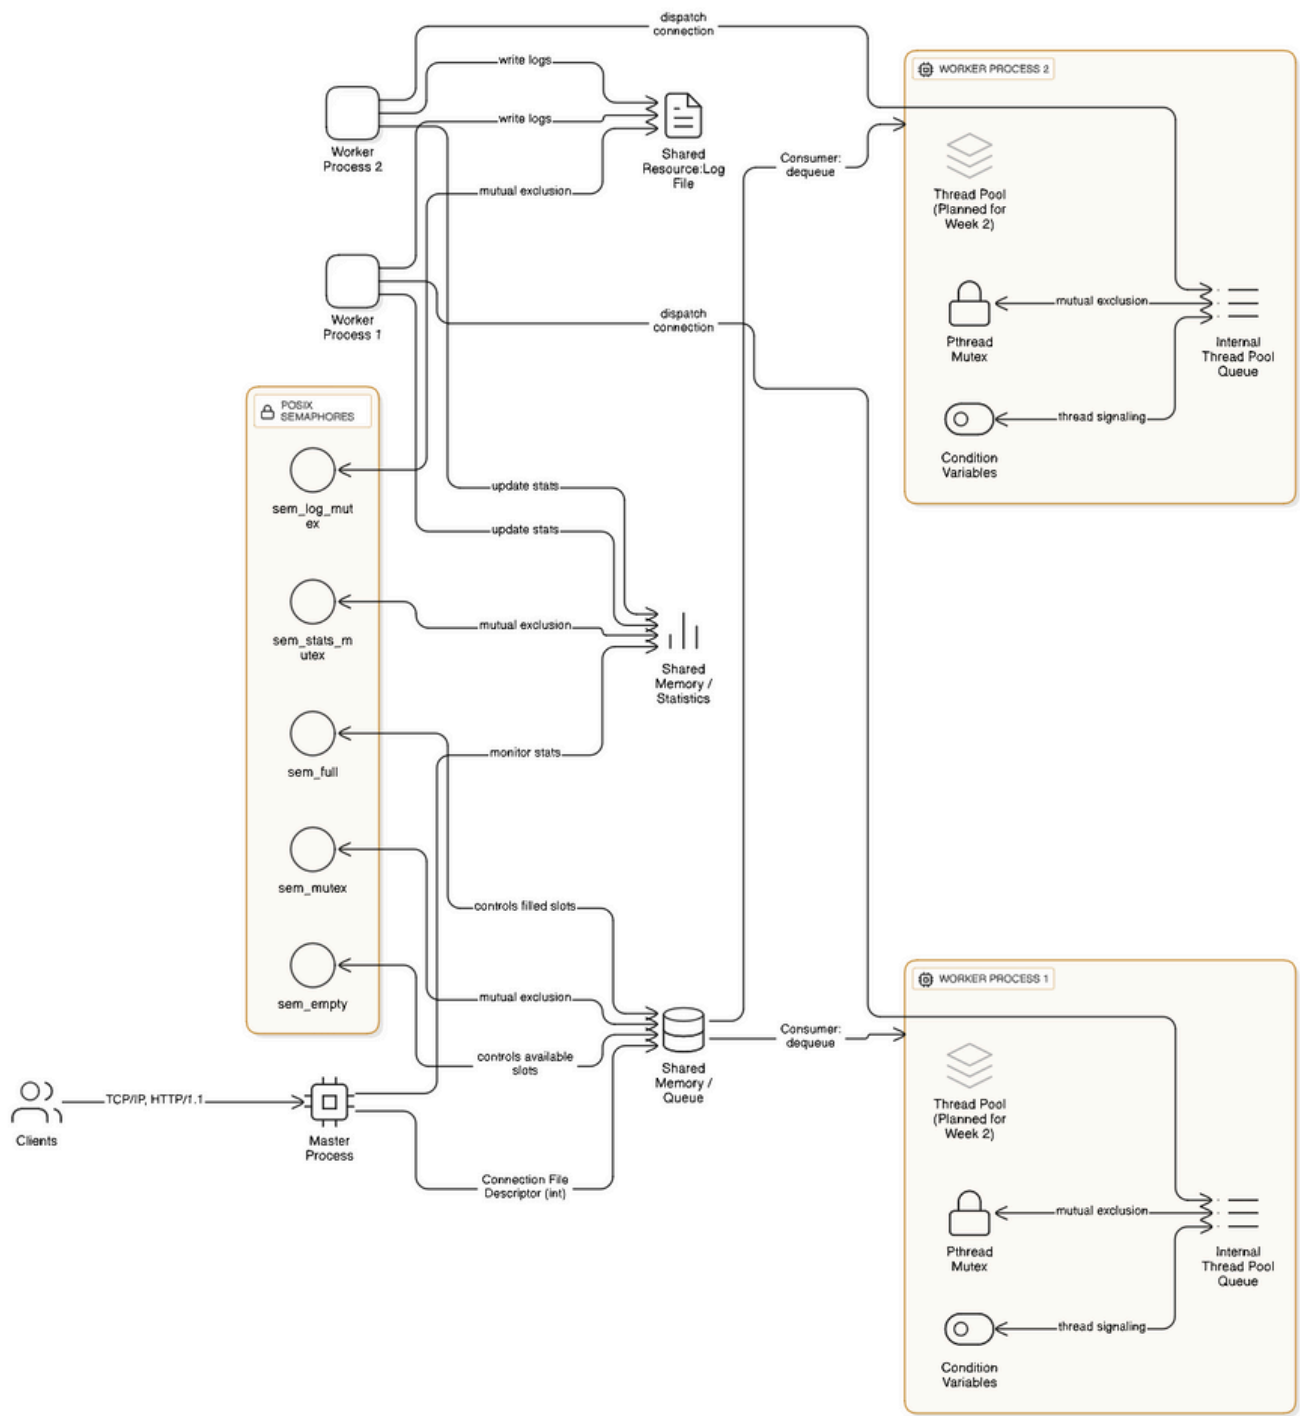 dispatch
connection
write logs
WORKER PROCESS 2
write logs
Worker
Process 2
Shared
Resource:Log
File
Consumer:
dequeue
mutual exclusion
Thread Pool
(Planned for
Week 2)
mutual exclusion
Worker
Process 1
dispatch
connection
Pthread
Mutex
Internal
Thread Pool
Queue
POSIX
SEMAPHORES
thread signaling
Condition
Variables
sem_log_mut
ex
update stats
update stats
sem_stats_m
utex
mutual exclusion
Shared
Memory /
Statistics
sem_full
monitor stats
sem_mutex
controls filled slots
WORKER PROCESS 1
sem_empty
mutual exclusion
Consumer:
dequeue
controls available
slots
Shared
Memory /
Queue
TCP/IP, HTTP/1.1
Clients
Master
Process
Thread Pool
(Planned for
Week 2)
Connection File
Descriptor (int)
mutual exclusion
Pthread
Mutex
Internal
Thread Pool
Queue
thread signaling
Condition
Variables